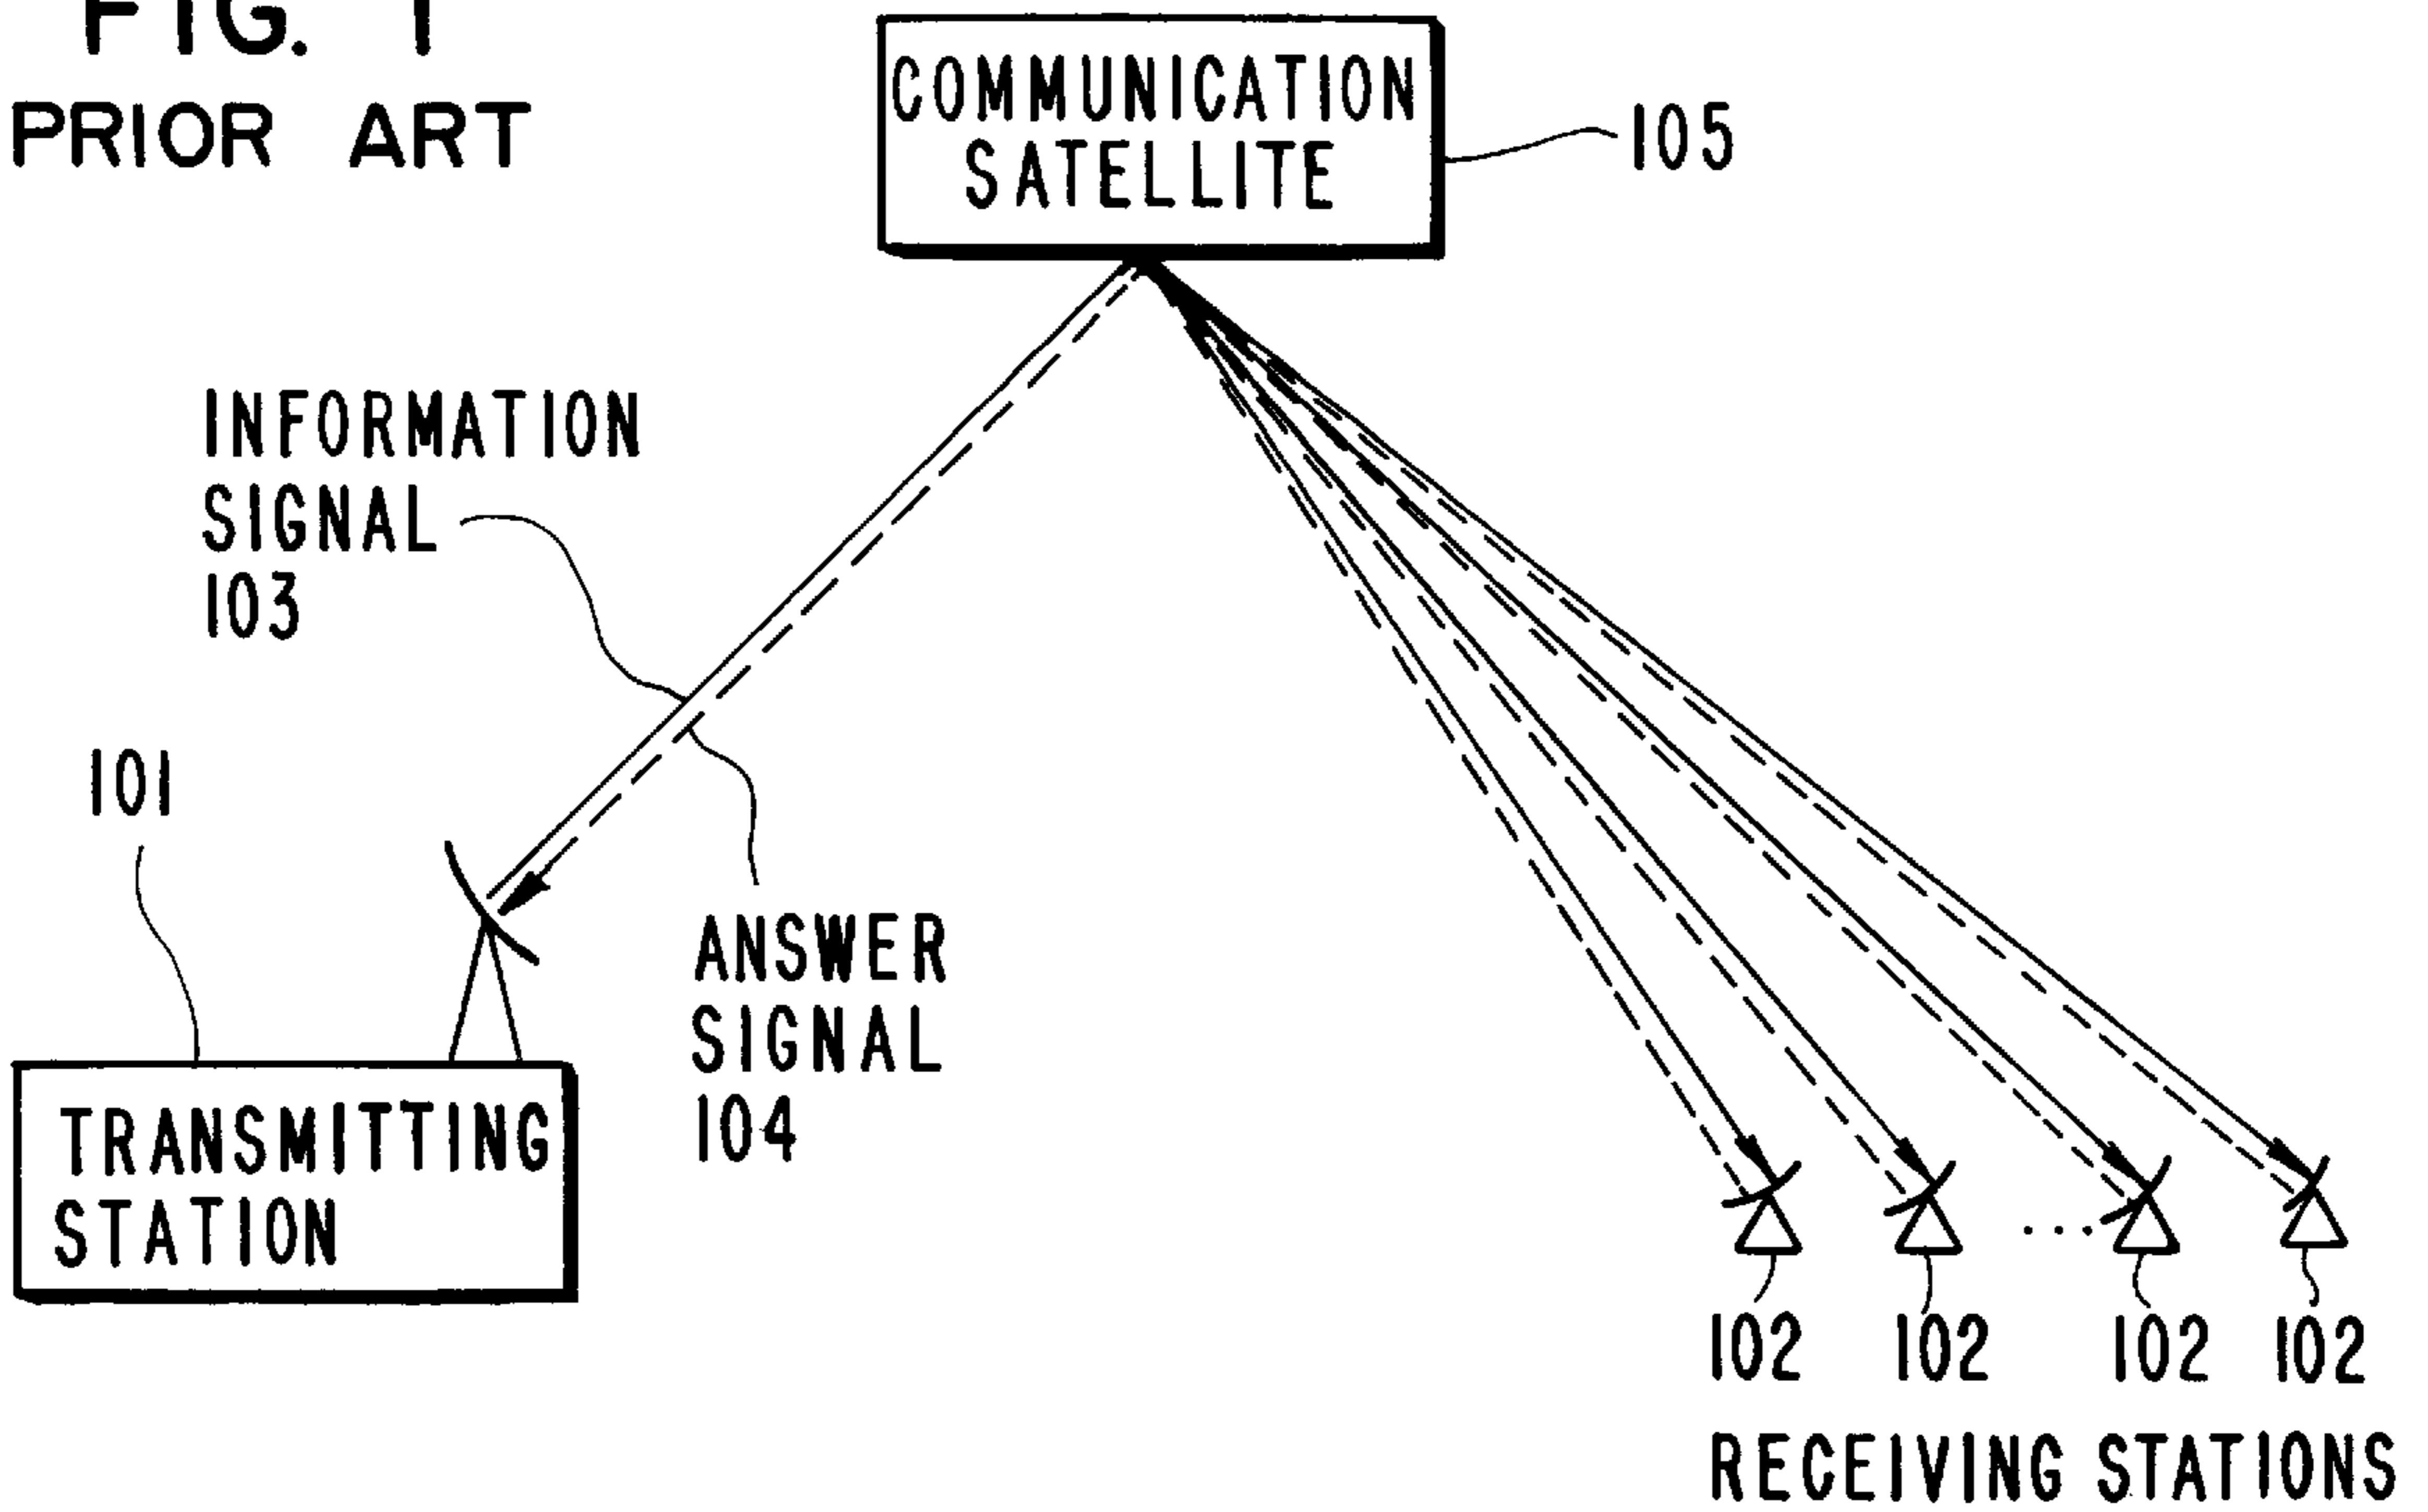 FIG. 1
PRIOR ART
COMMUNICATION
SATELLITE
105
INFORMATION
SIGNAL
103
101
ANSWER
SIGNAL
104
TRANSMITTING
STATION
...
102 102 102 102
RECEIVING STATIONS